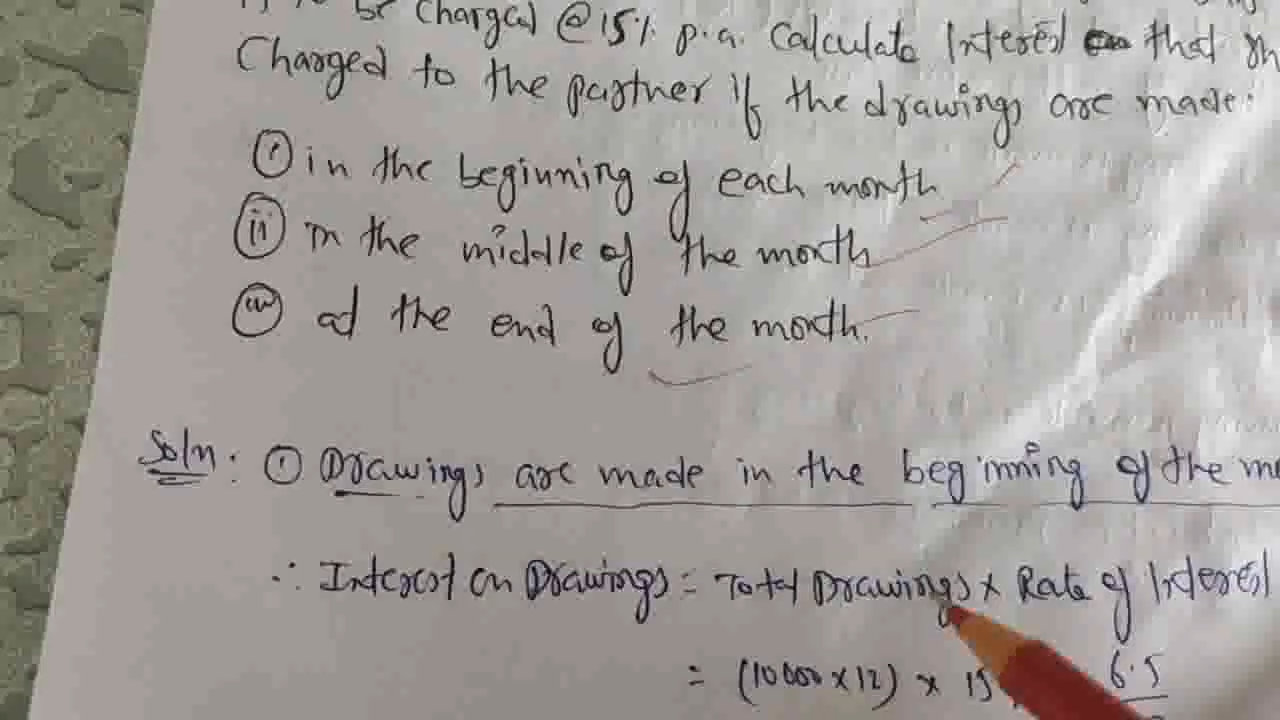 be Charged @ 15% p.a. Calculate Interest that
Charged to the partner if the drawings are made:
(i) in the beginning of each month
(ii) in the middle of the month
(iii) at the end of the month.
Soln: (i) Drawings are made in the beginning of the
∴ Interest on Drawings = Total Drawings × Rate of Interest
= (10000 × 12) × 15 6.5